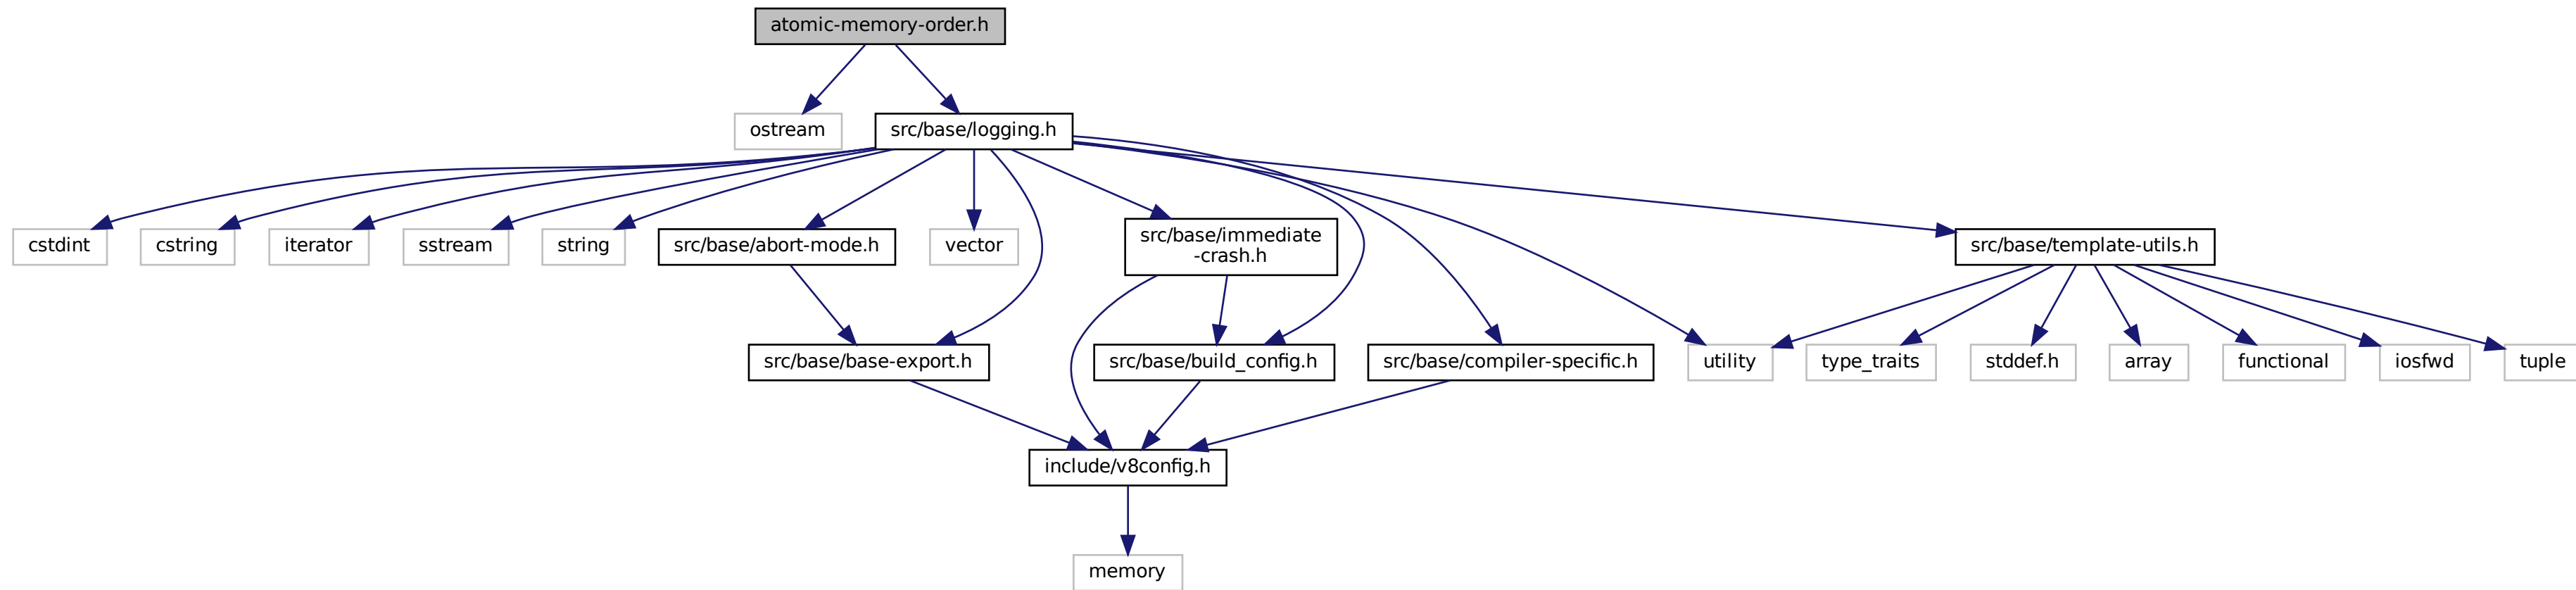 atomic-memory-order.h
ostream
src/base/logging.h
cstdint
cstring
iterator
sstream
string
src/base/abort-mode.h
vector
src/base/immediate
-crash.h
src/base/template-utils.h
src/base/base-export.h
src/base/build_config.h
src/base/compiler-specific.h
utility
type_traits
stddef.h
array
functional
iosfwd
tuple
include/v8config.h
memory